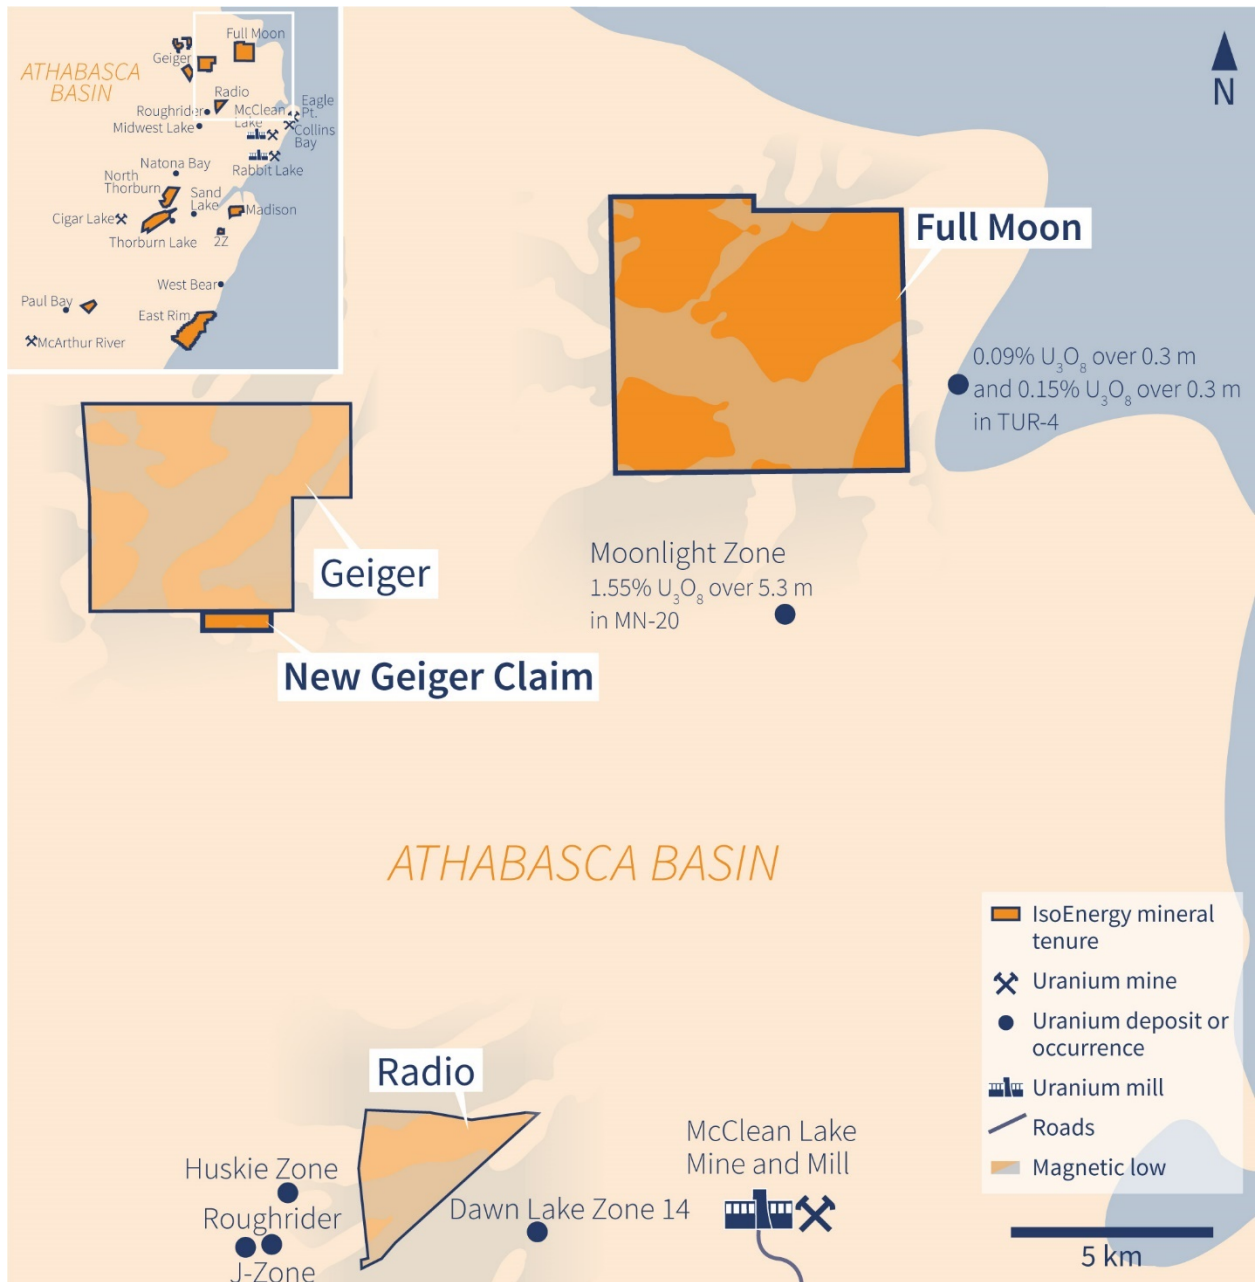 Full Moon
Geiger
ATHABASCA
BASIN
Radio
Roughrider
McClean
Lake
Eagle
Pt.
Midwest Lake
Collins
Bay
Natona Bay
Rabbit Lake
North
Thorburn
Sand
Lake
Madison
Cigar Lake
Thorburn Lake
2Z
West Bear
Paul Bay
East Rim
McArthur River
N
Full Moon
0.09% U₃O₈ over 0.3 m
and 0.15% U₃O₈ over 0.3 m
in TUR-4
Geiger
Moonlight Zone
1.55% U₃O₈ over 5.3 m
in MN-20
New Geiger Claim
ATHABASCA BASIN
IsoEnergy mineral
tenure
Uranium mine
Uranium deposit or
occurrence
Uranium mill
Roads
Magnetic low
5 km
Radio
McClean Lake
Mine and Mill
Huskie Zone
Roughrider
Dawn Lake Zone 14
J-Zone